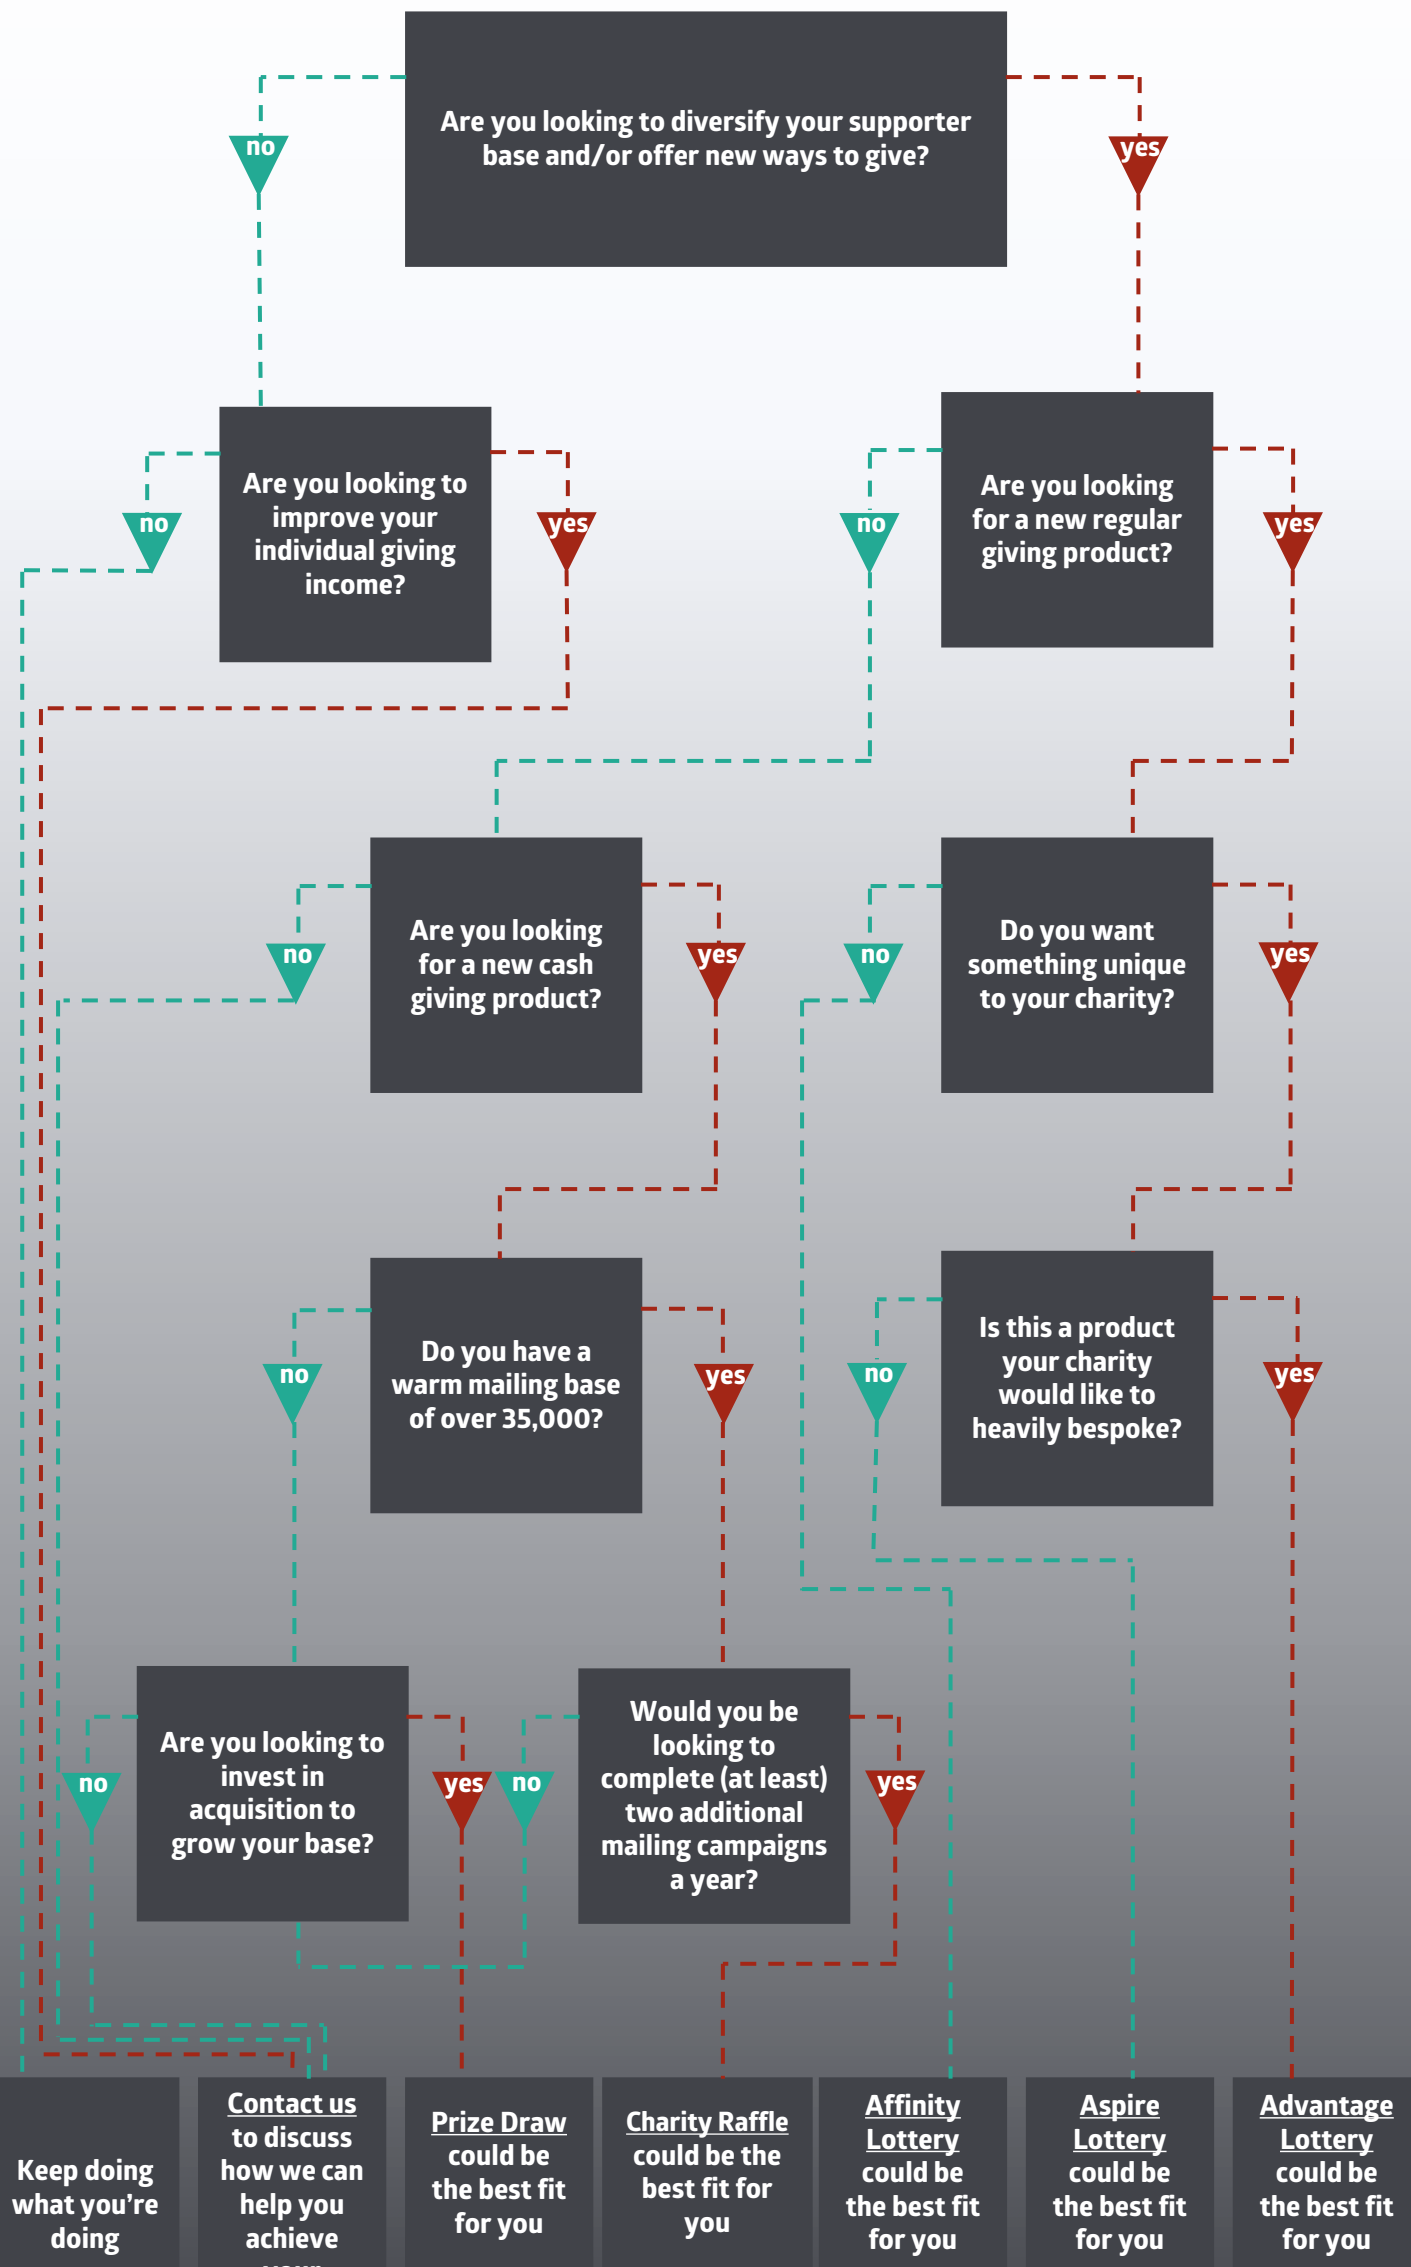 Are you looking to diversify your supporter
base and/or offer new ways to give?
no
yes
Are you looking to
improve your
individual giving
income?
no
yes
Are you looking
for a new regular
giving product?
no
yes
Are you looking
for a new cash
giving product?
no
yes
Do you want
something unique
to your charity?
no
yes
Do you have a
warm mailing base
of over 35,000?
no
yes
Is this a product
your charity
would like to
heavily bespoke?
no
yes
Are you looking to
invest in
acquisition to
grow your base?
no
yes
Would you be
looking to
complete (at least)
two additional
mailing campaigns
a year?
no
yes
Keep doing
what you're
doing
Contact us
to discuss
how we can
help you
achieve
Prize Draw
could be
the best fit
for you
Charity Raffle
could be the
best fit for
you
Affinity
Lottery
could be
the best fit
for you
Aspire
Lottery
could be
the best fit
for you
Advantage
Lottery
could be
the best fit
for you